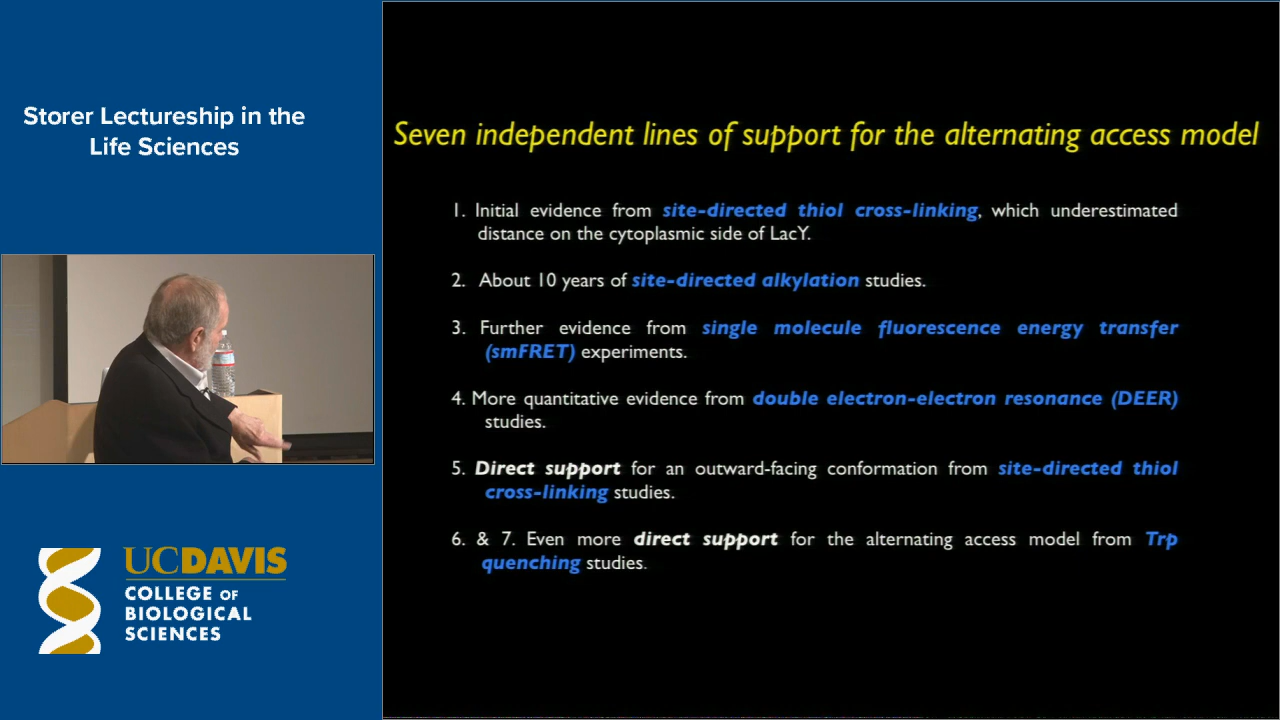 Storer Lectureship in the
Life Sciences
UCDAVIS
COLLEGE OF
BIOLOGICAL
SCIENCES
Seven independent lines of support for the alternating access model
1. Initial evidence from site-directed thiol cross-linking, which underestimated
distance on the cytoplasmic side of LacY.
2. About 10 years of site-directed alkylation studies.
3. Further evidence from single molecule fluorescence energy transfer
(smFRET) experiments.
4. More quantitative evidence from double electron-electron resonance (DEER)
studies.
5. Direct support for an outward-facing conformation from site-directed thiol
cross-linking studies.
6. & 7. Even more direct support for the alternating access model from Trp
quenching studies.